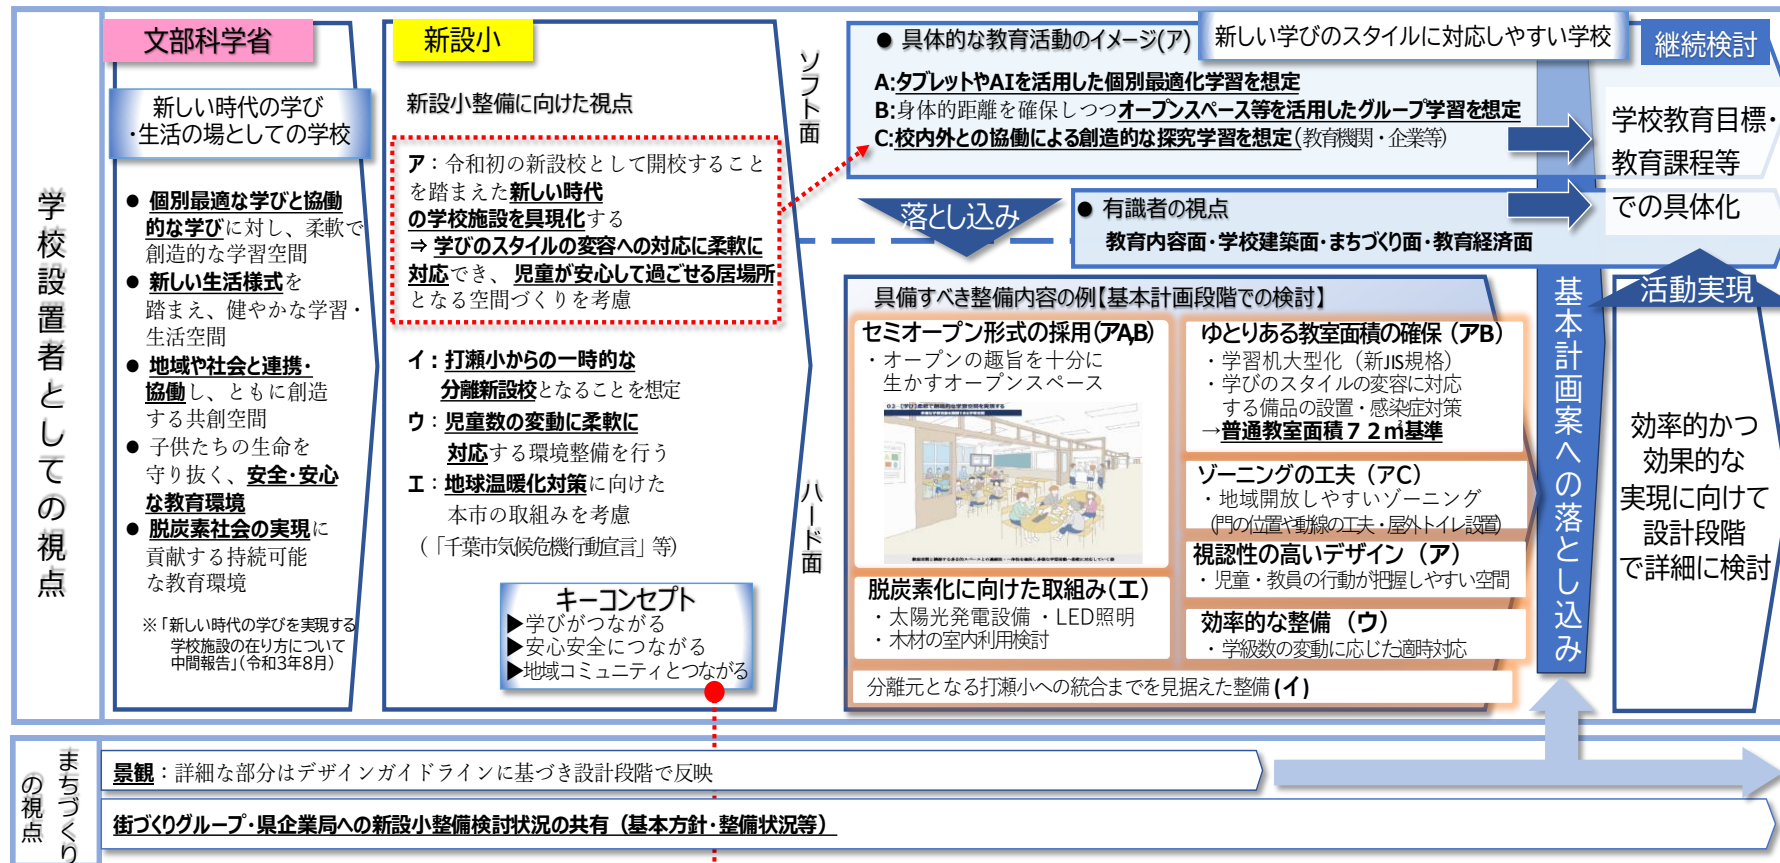 学校設置者としての視点
文部科学省
新しい時代の学び
・生活の場としての学校
● 個別最適な学びと協働
的な学びに対し、柔軟で
創造的な学習空間
● 新しい生活様式を
踏まえ、健やかな学習・
生活空間
● 地域や社会と連携・
協働し、ともに創造
する共創空間
● 子供たちの生命を
守り抜く、安全・安心
な教育環境
● 脱炭素社会の実現に
貢献する持続可能
な教育環境
※「新しい時代の学びを実現する
学校施設の在り方について
中間報告」(令和3年8月)
新設小
新設小整備に向けた視点
ア：令和初の新設校として開校すること
を踏まえた新しい時代
の学校施設を具現化する
⇒ 学びのスタイルの変容への対応に柔軟に
対応でき、 児童が安心して過ごせる居場所
となる空間づくりを考慮
イ：打瀬小からの一時的な
分離新設校となることを想定
ウ：児童数の変動に柔軟に
対応する環境整備を行う
エ：地球温暖化対策に向けた
本市の取組みを考慮
(「千葉市気候危機行動宣言」等)
キーコンセプト
▶学びがつながる
▶安心安全につながる
▶地域コミュニティとつながる
ソフト面
ハード面
● 具体的な教育活動のイメージ(ア)
新しい学びのスタイルに対応しやすい学校
A:タブレットやAIを活用した個別最適化学習を想定
B:身体的距離を確保しつつオープンスペース等を活用したグループ学習を想定
C:校内外との協働による創造的な探究学習を想定(教育機関・企業等)
落とし込み
● 有識者の視点
教育内容面・学校建築面・まちづくり面・教育経済面
具備すべき整備内容の例【基本計画段階での検討】
セミオープン形式の採用(アA,B)
・オープンの趣旨を十分に
生かすオープンスペース
脱炭素化に向けた取組み(エ)
・太陽光発電設備 ・LED照明
・木材の室内利用検討
ゆとりある教室面積の確保（アB）
・学習机大型化（新JIS規格）
・学びのスタイルの変容に対応
する備品の設置・感染症対策
→普通教室面積７２㎡基準
ゾーニングの工夫（アC）
・地域開放しやすいゾーニング
(門の位置や動線の工夫・屋外トイレ設置)
視認性の高いデザイン（ア）
・児童・教員の行動が把握しやすい空間
効率的な整備（ウ）
・学級数の変動に応じた適時対応
分離元となる打瀬小への統合までを見据えた整備(イ)
基本計画案への落とし込み
継続検討
学校教育目標・
教育課程等
での具体化
活動実現
効率的かつ
効果的な
実現に向けて
設計段階
で詳細に検討
まちづくり
の視点
景観：詳細な部分はデザインガイドラインに基づき設計段階で反映
街づくりグループ・県企業局への新設小整備検討状況の共有（基本方針・整備状況等）